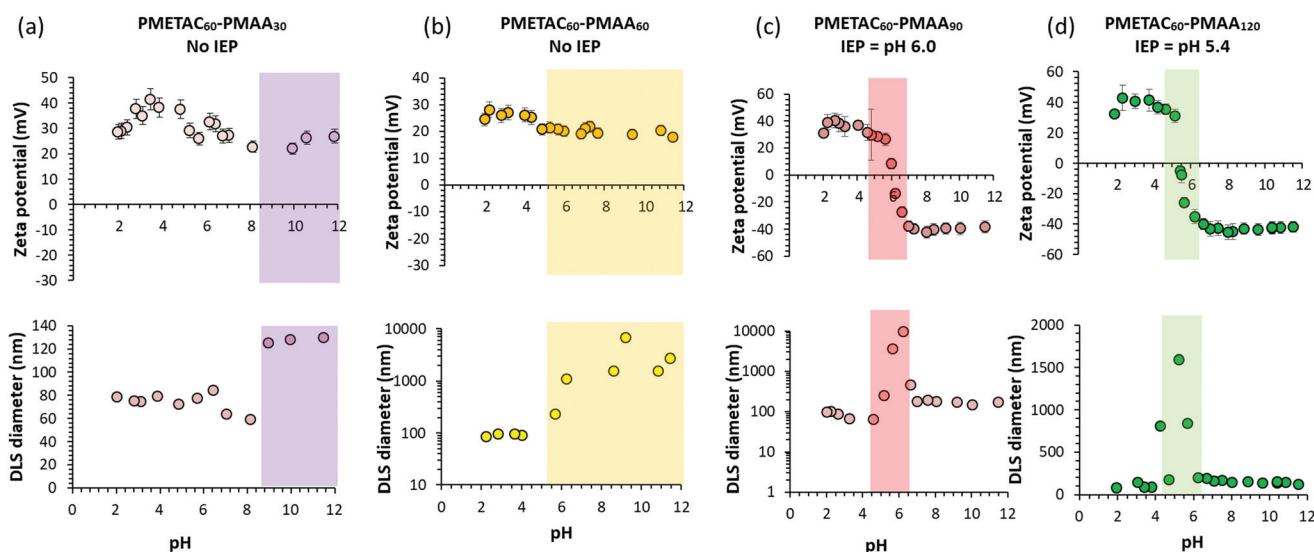 (a)
PMETAC60-PMAA30
No IEP
Zeta potential (mV)
50
40
30
20
10
0
-10
-20
-30
2 4 6 8 10 12
DLS diameter (nm)
140
120
100
80
60
40
20
0
0 2 4 6 8 10 12
pH
(b)
PMETAC60-PMAA60
No IEP
Zeta potential (mV)
40
30
20
10
0
-10
-20
-30
0 2 4 6 8 10 12
DLS diameter (nm)
10000
1000
100
10
0 2 4 6 8 10 12
pH
(c)
PMETAC60-PMAA90
IEP = pH 6.0
Zeta potential (mV)
80
60
40
20
0
-20
-40
-60
0 2 4 6 8 10 12
DLS diameter (nm)
10000
1000
100
10
1
0 2 4 6 8 10 12
pH
(d)
PMETAC60-PMAA120
IEP = pH 5.4
Zeta potential (mV)
60
40
20
0
-20
-40
-60
0 2 4 6 8 10 12
DLS diameter (nm)
2000
1500
1000
500
0
0 2 4 6 8 10 12
pH